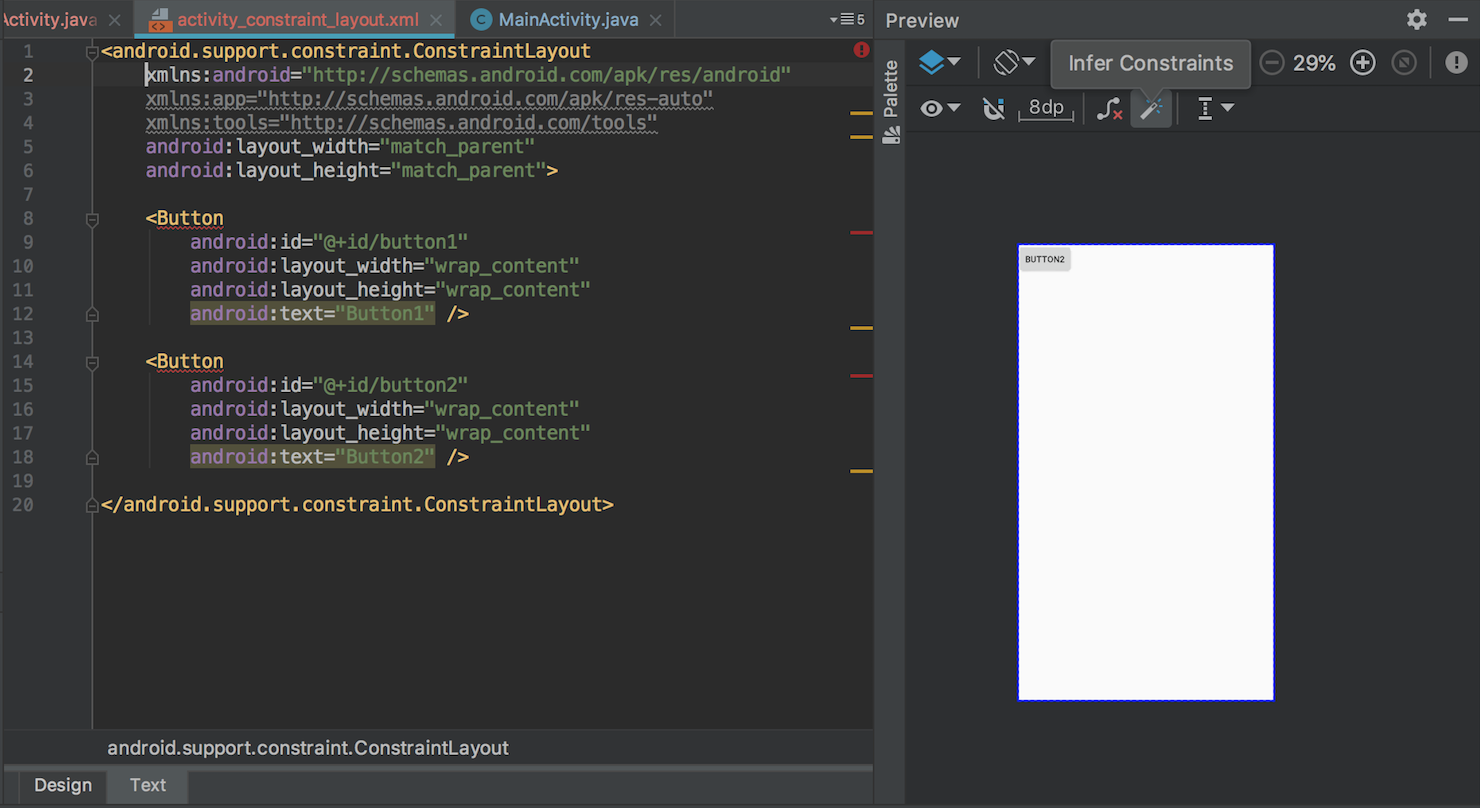 Activity.java
activity_constraint_layout.xml
MainActivity.java
5
1 <android.support.constraint.ConstraintLayout
2 xmlns:android="http://schemas.android.com/apk/res/android"
3 xmlns:app="http://schemas.android.com/apk/res-auto"
4 xmlns:tools="http://schemas.android.com/tools"
5 android:layout_width="match_parent"
6 android:layout_height="match_parent">
7
8 <Button
9 android:id="@+id/button1"
10 android:layout_width="wrap_content"
11 android:layout_height="wrap_content"
12 android:text="Button1" />
13
14 <Button
15 android:id="@+id/button2"
16 android:layout_width="wrap_content"
17 android:layout_height="wrap_content"
18 android:text="Button2" />
19
20 </android.support.constraint.ConstraintLayout>
android.support.constraint.ConstraintLayout
Design Text
Preview
Palette
Infer Constraints
29%
8dp
BUTTON2